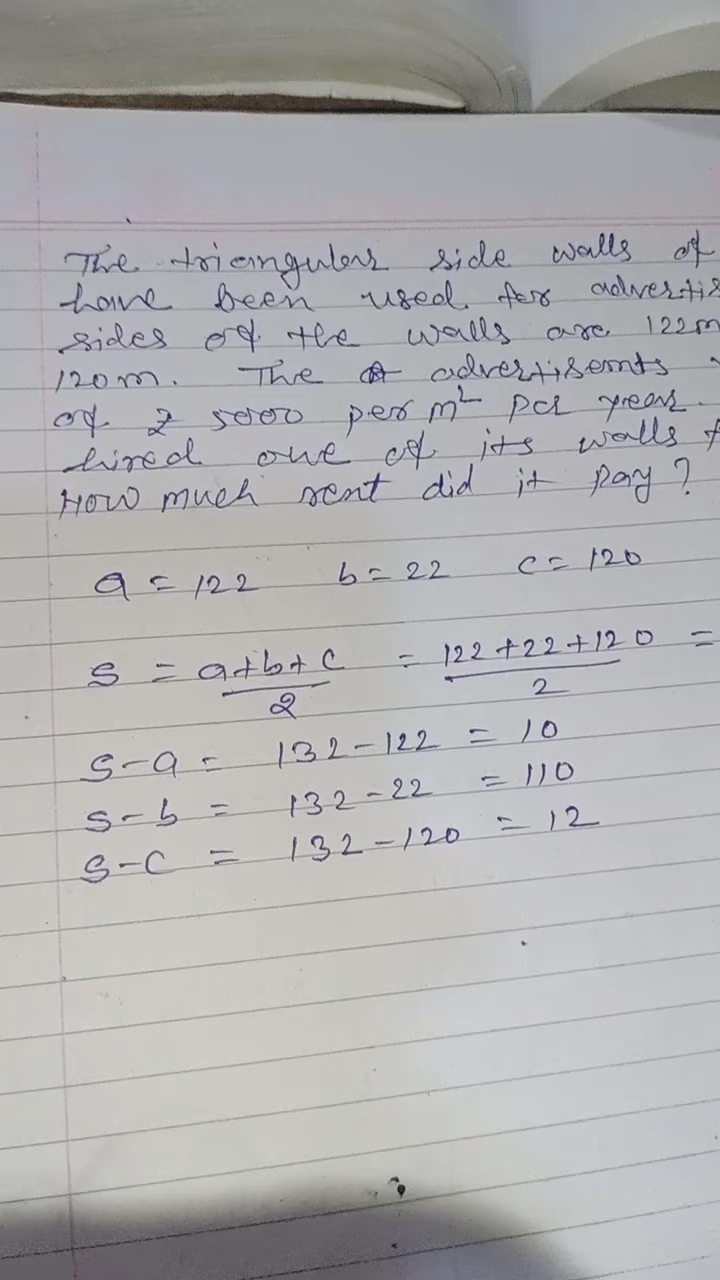 The triangular side walls of
have been used for advertis
sides of the walls are 122m
120m. The advertisemts
of ₹ 5000 per m² per year.
hired one of its walls f
How much rent did it pay?
a = 122 b = 22 c = 120
s = a+b+c/2 = 122+22+120/2 =
s-a = 132-122 = 10
s-b = 132-22 = 110
s-c = 132-120 = 12